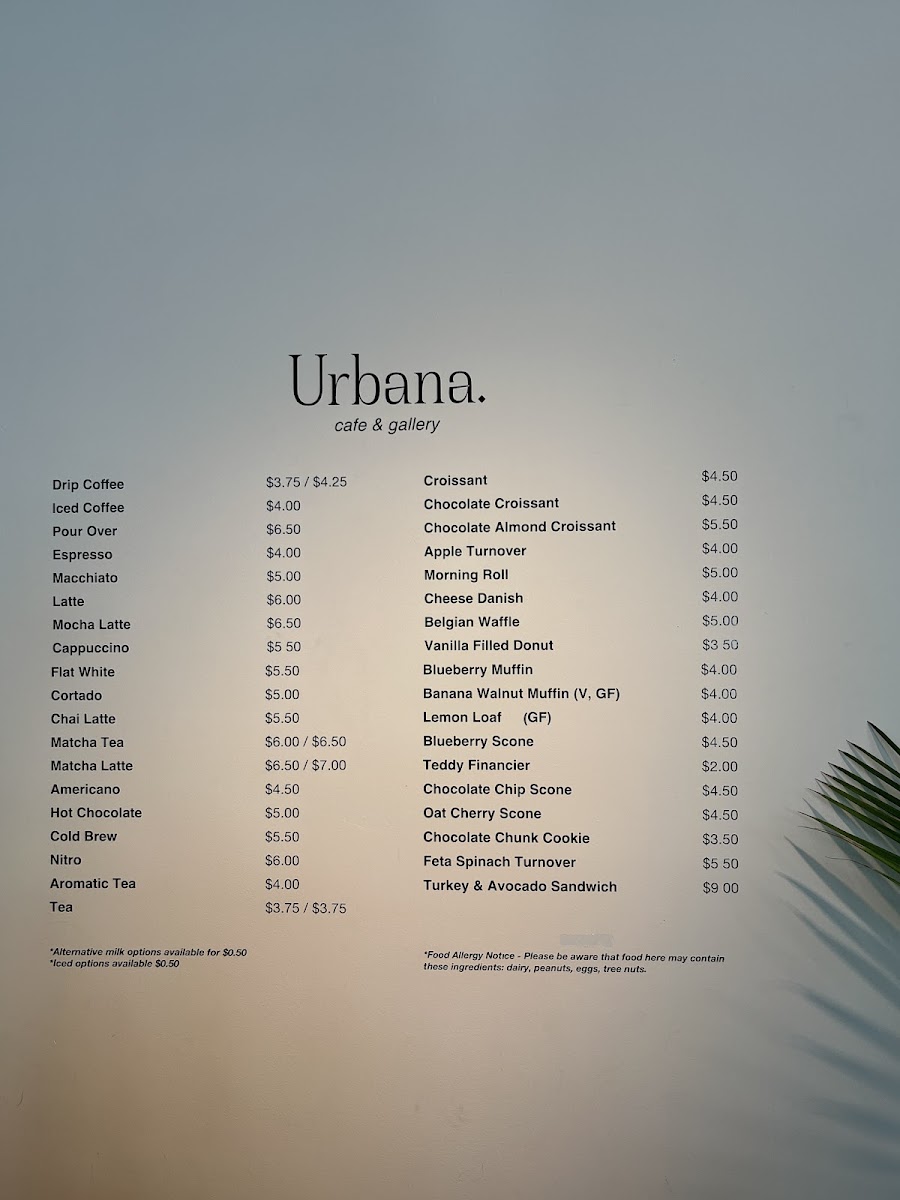 Urbana.
cafe & gallery
Drip Coffee $3.75 / $4.25
Iced Coffee $4.00
Pour Over $6.50
Espresso $4.00
Macchiato $5.00
Latte $6.00
Mocha Latte $6.50
Cappuccino $5 50
Flat White $5.50
Cortado $5.00
Chai Latte $5.50
Matcha Tea $6.00 / $6.50
Matcha Latte $6.50 / $7.00
Americano $4.50
Hot Chocolate $5.00
Cold Brew $5.50
Nitro $6.00
Aromatic Tea $4.00
Tea $3.75 / $3.75
*Alternative milk options available for $0.50
*Iced options available $0.50
Croissant $4.50
Chocolate Croissant $4.50
Chocolate Almond Croissant $5.50
Apple Turnover $4.00
Morning Roll $5.00
Cheese Danish $4.00
Belgian Waffle $5.00
Vanilla Filled Donut $3 50
Blueberry Muffin $4.00
Banana Walnut Muffin (V, GF) $4.00
Lemon Loaf (GF) $4.00
Blueberry Scone $4.50
Teddy Financier $2.00
Chocolate Chip Scone $4.50
Oat Cherry Scone $4.50
Chocolate Chunk Cookie $3.50
Feta Spinach Turnover $5 50
Turkey & Avocado Sandwich $9 00
*Food Allergy Notice - Please be aware that food here may contain
these ingredients: dairy, peanuts, eggs, tree nuts.